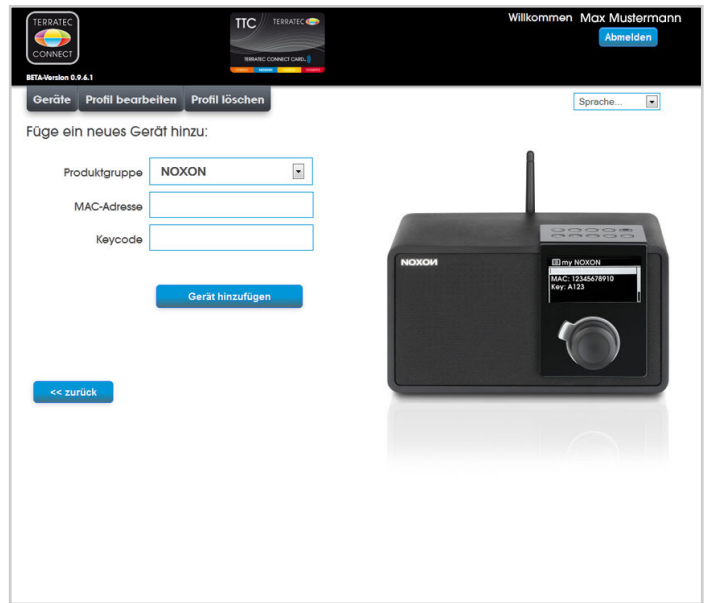 TERRATEC
CONNECT
BETA-Version 0.9.6.1
TTC TERRATEC
TERRATEC CONNECT CARD.
Willkommen Max Mustermann
Abmelden
Geräte Profil bearbeiten Profil löschen
Sprache...
Füge ein neues Gerät hinzu:
Produktgruppe NOXON
MAC-Adresse
Keycode
Gerät hinzufügen
<< zurück
NOXON
my NOXON
MAC: 12345678910
Key: A123